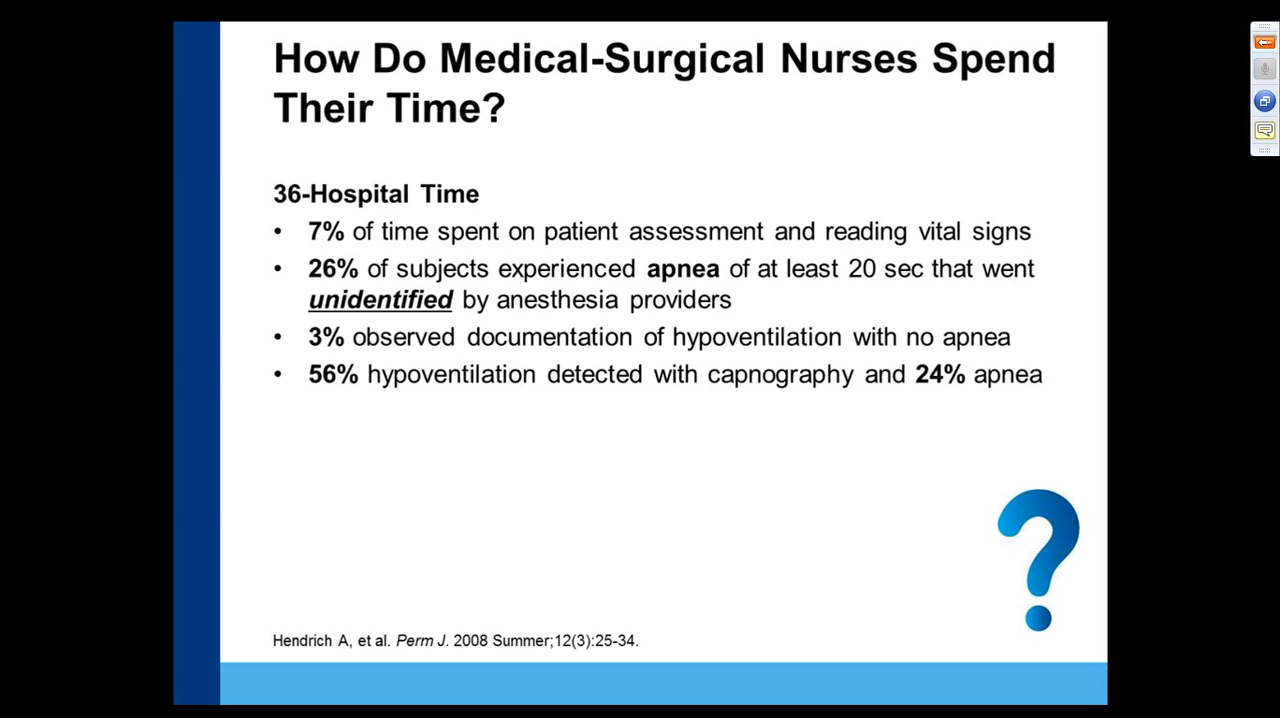 How Do Medical-Surgical Nurses Spend
Their Time?
36-Hospital Time
• 7% of time spent on patient assessment and reading vital signs
• 26% of subjects experienced apnea of at least 20 sec that went
unidentified by anesthesia providers
• 3% observed documentation of hypoventilation with no apnea
• 56% hypoventilation detected with capnography and 24% apnea
?
Hendrich A, et al. Perm J. 2008 Summer;12(3):25-34.